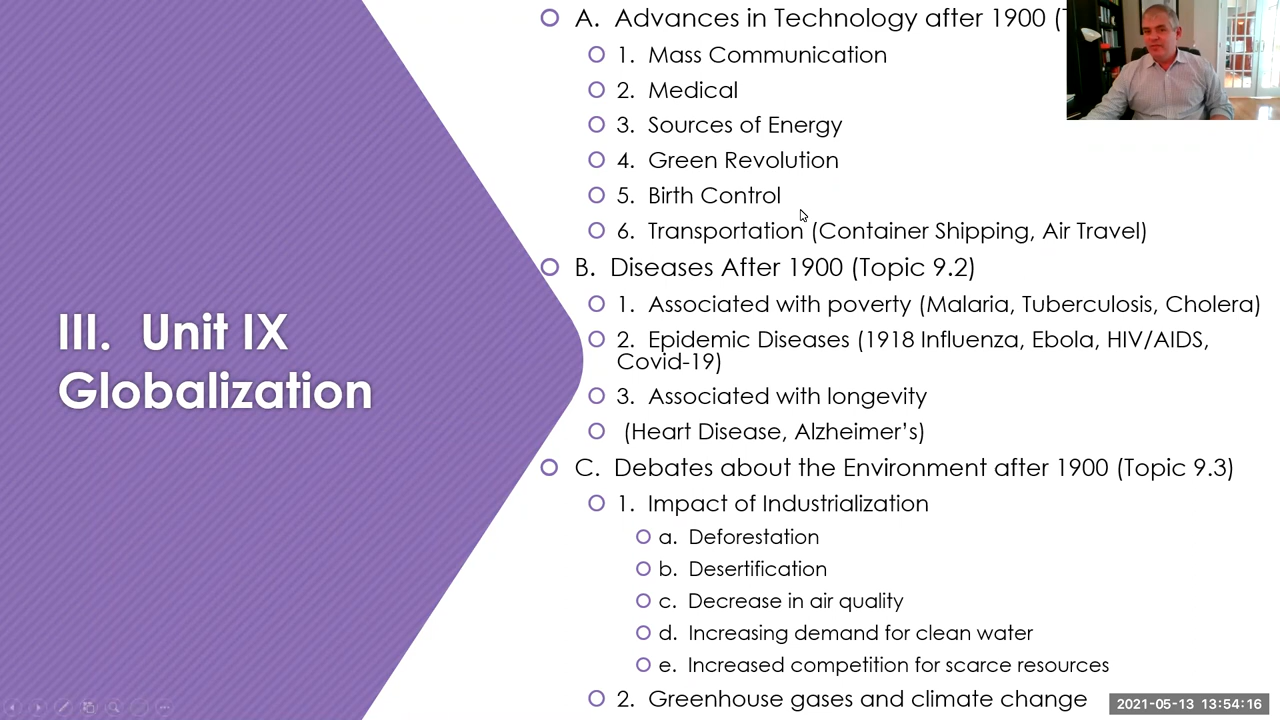 III. Unit IX
Globalization
A. Advances in Technology after 1900 (
1. Mass Communication
2. Medical
3. Sources of Energy
4. Green Revolution
5. Birth Control
6. Transportation (Container Shipping, Air Travel)
B. Diseases After 1900 (Topic 9.2)
1. Associated with poverty (Malaria, Tuberculosis, Cholera)
2. Epidemic Diseases (1918 Influenza, Ebola, HIV/AIDS,
Covid-19)
3. Associated with longevity
(Heart Disease, Alzheimer’s)
C. Debates about the Environment after 1900 (Topic 9.3)
1. Impact of Industrialization
a. Deforestation
b. Desertification
c. Decrease in air quality
d. Increasing demand for clean water
e. Increased competition for scarce resources
2. Greenhouse gases and climate change
2021-05-13 13:54:16